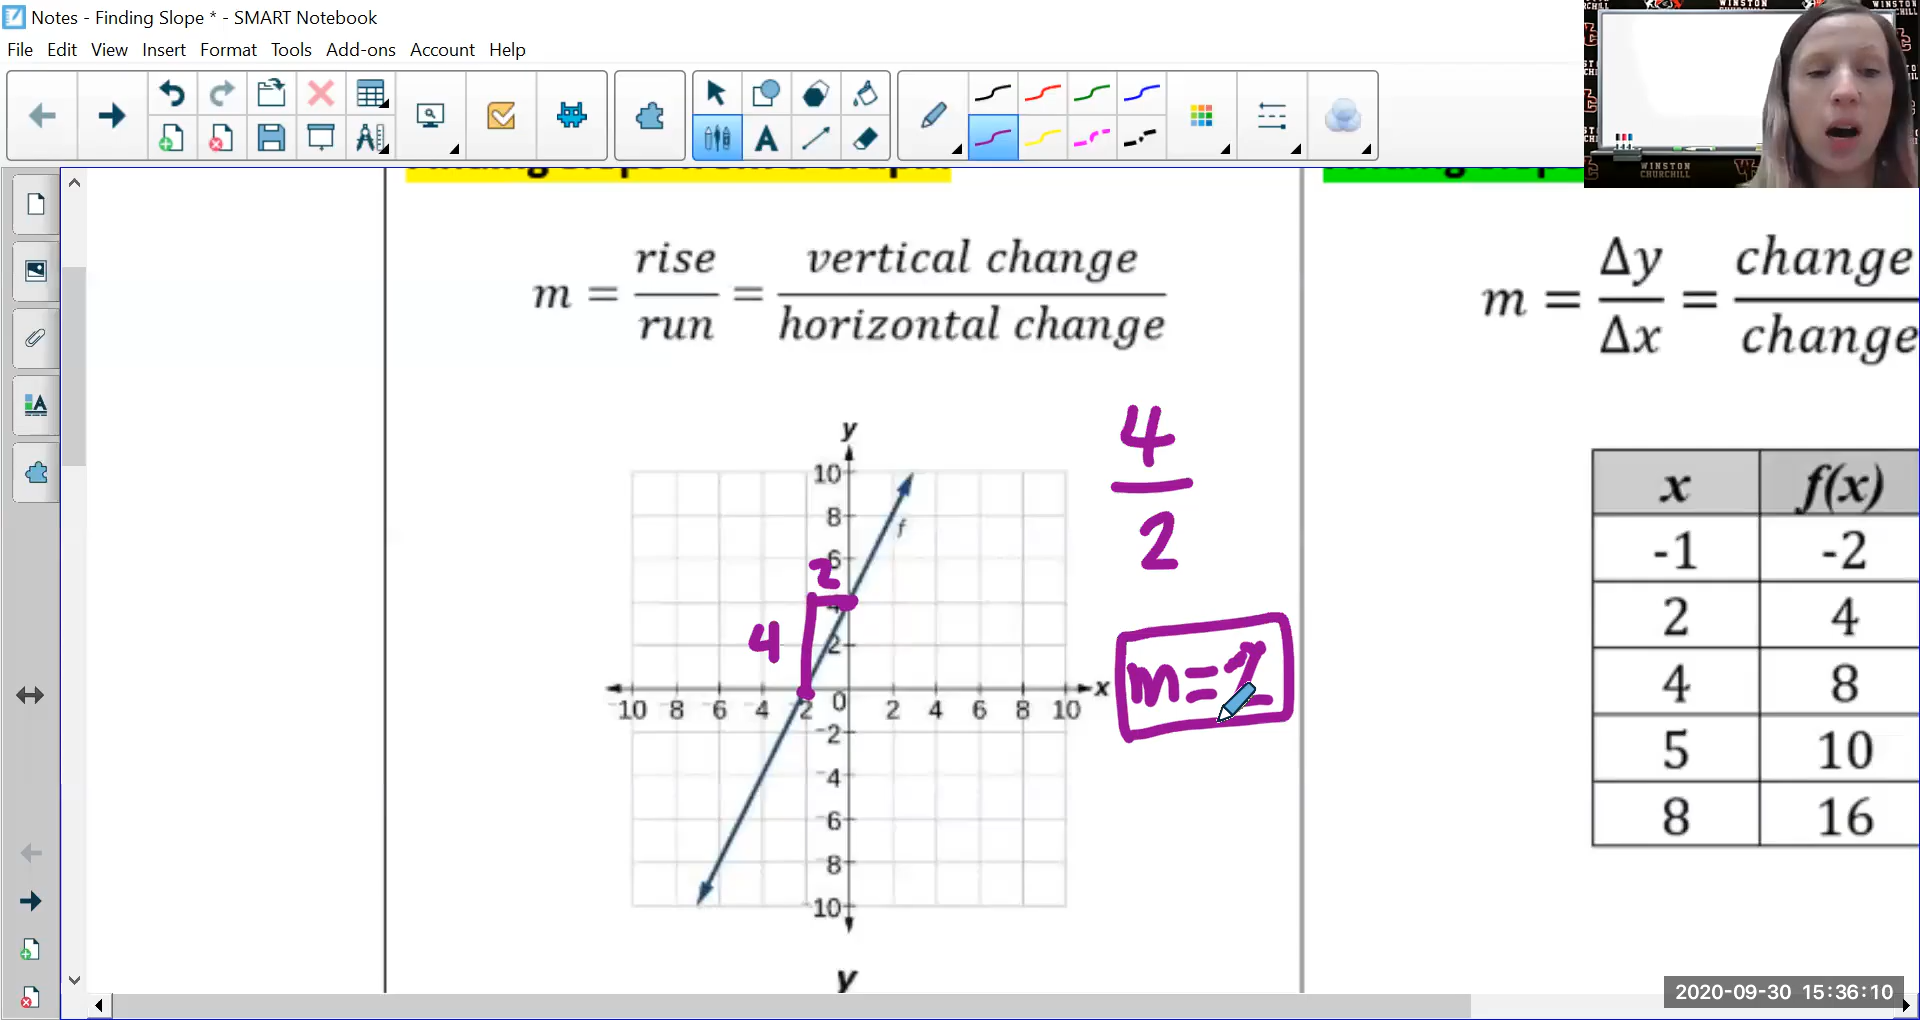 Notes - Finding Slope * - SMART Notebook
File Edit View Insert Format Tools Add-ons Account Help
WINSTON
CHURCHILL
m = rise/run = vertical change/horizontal change
m = Δy/Δx = change/change
4
2
m=2
y
10
8
6
4
2
0
-2
-4
-6
-8
-10
-10 -8 -6 -4 -2 2 4 6 8 10
x
f
2
4
y
x f(x)
-1 -2
2 4
4 8
5 10
8 16
2020-09-30 15:36:10